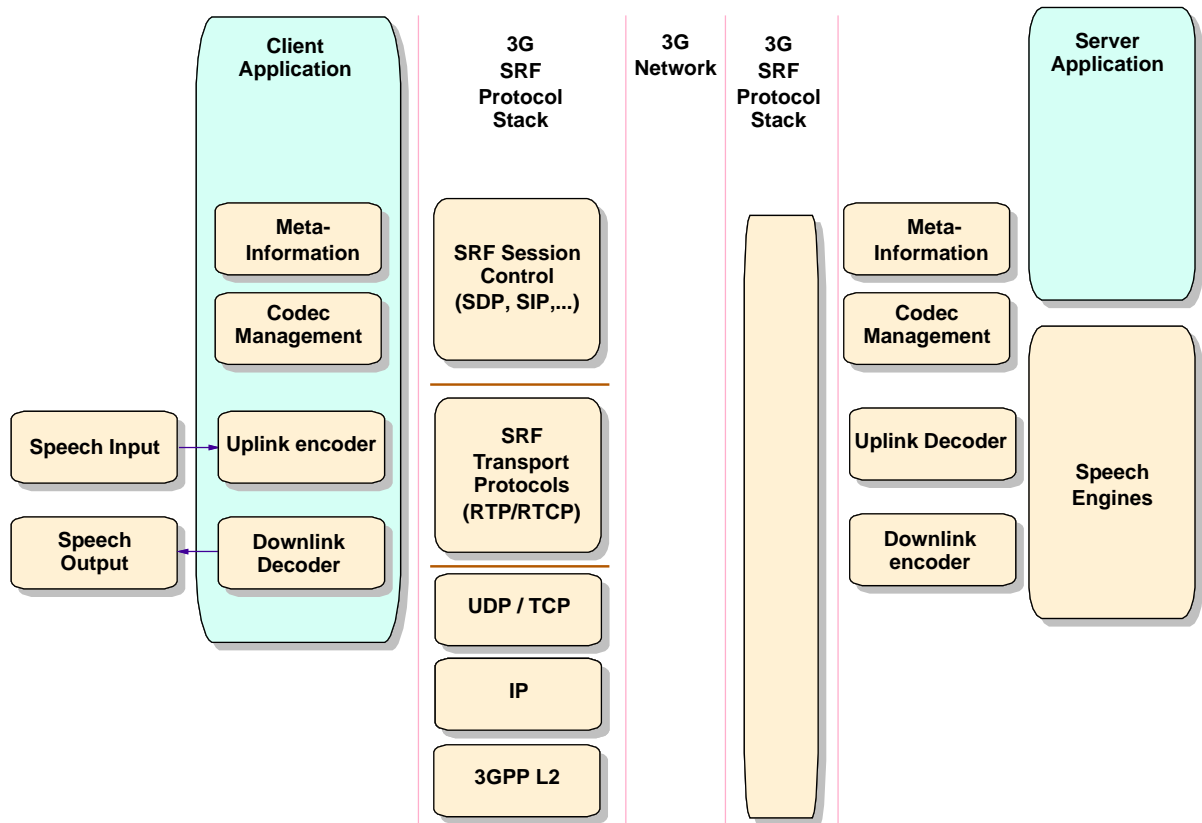 Client
Application
3G
SRF
Protocol
Stack
3G
Network
3G
SRF
Protocol
Stack
Server
Application
Meta-
Information
Codec
Management
Speech Input
Uplink encoder
Speech
Output
Downlink
Decoder
SRF Session
Control
(SDP, SIP,...)
SRF
Transport
Protocols
(RTP/RTCP)
UDP / TCP
IP
3GPP L2
Meta-
Information
Codec
Management
Uplink Decoder
Downlink
encoder
Speech
Engines